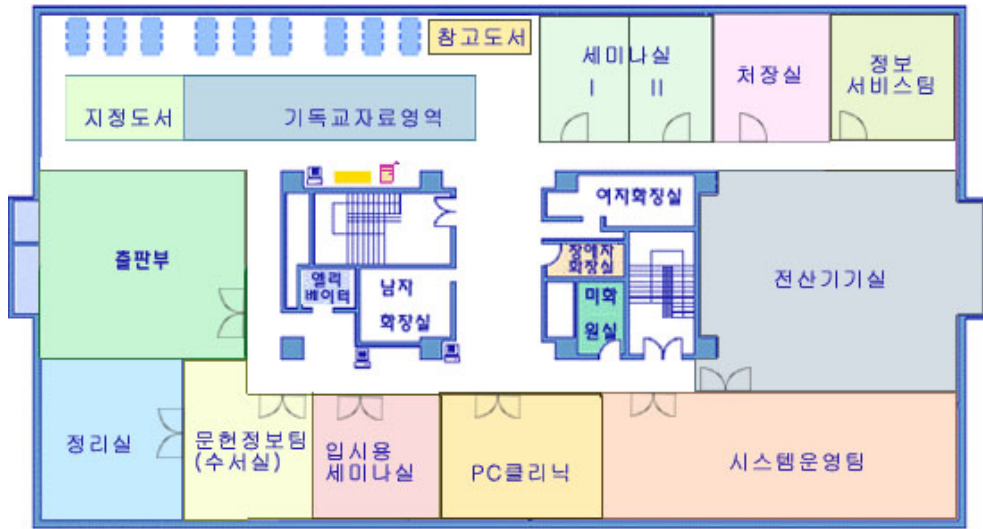 참고도서
세미나실
I II
처장실
정보
서비스팀
지정도서
기독교자료영역
여자화장실
출판부
장애자
화장실
전산기기실
엘리
베이터
남자
화장실
미화
원실
정리실
문헌정보팀
(수서실)
입시용
세미나실
PC클리닉
시스템운영팀